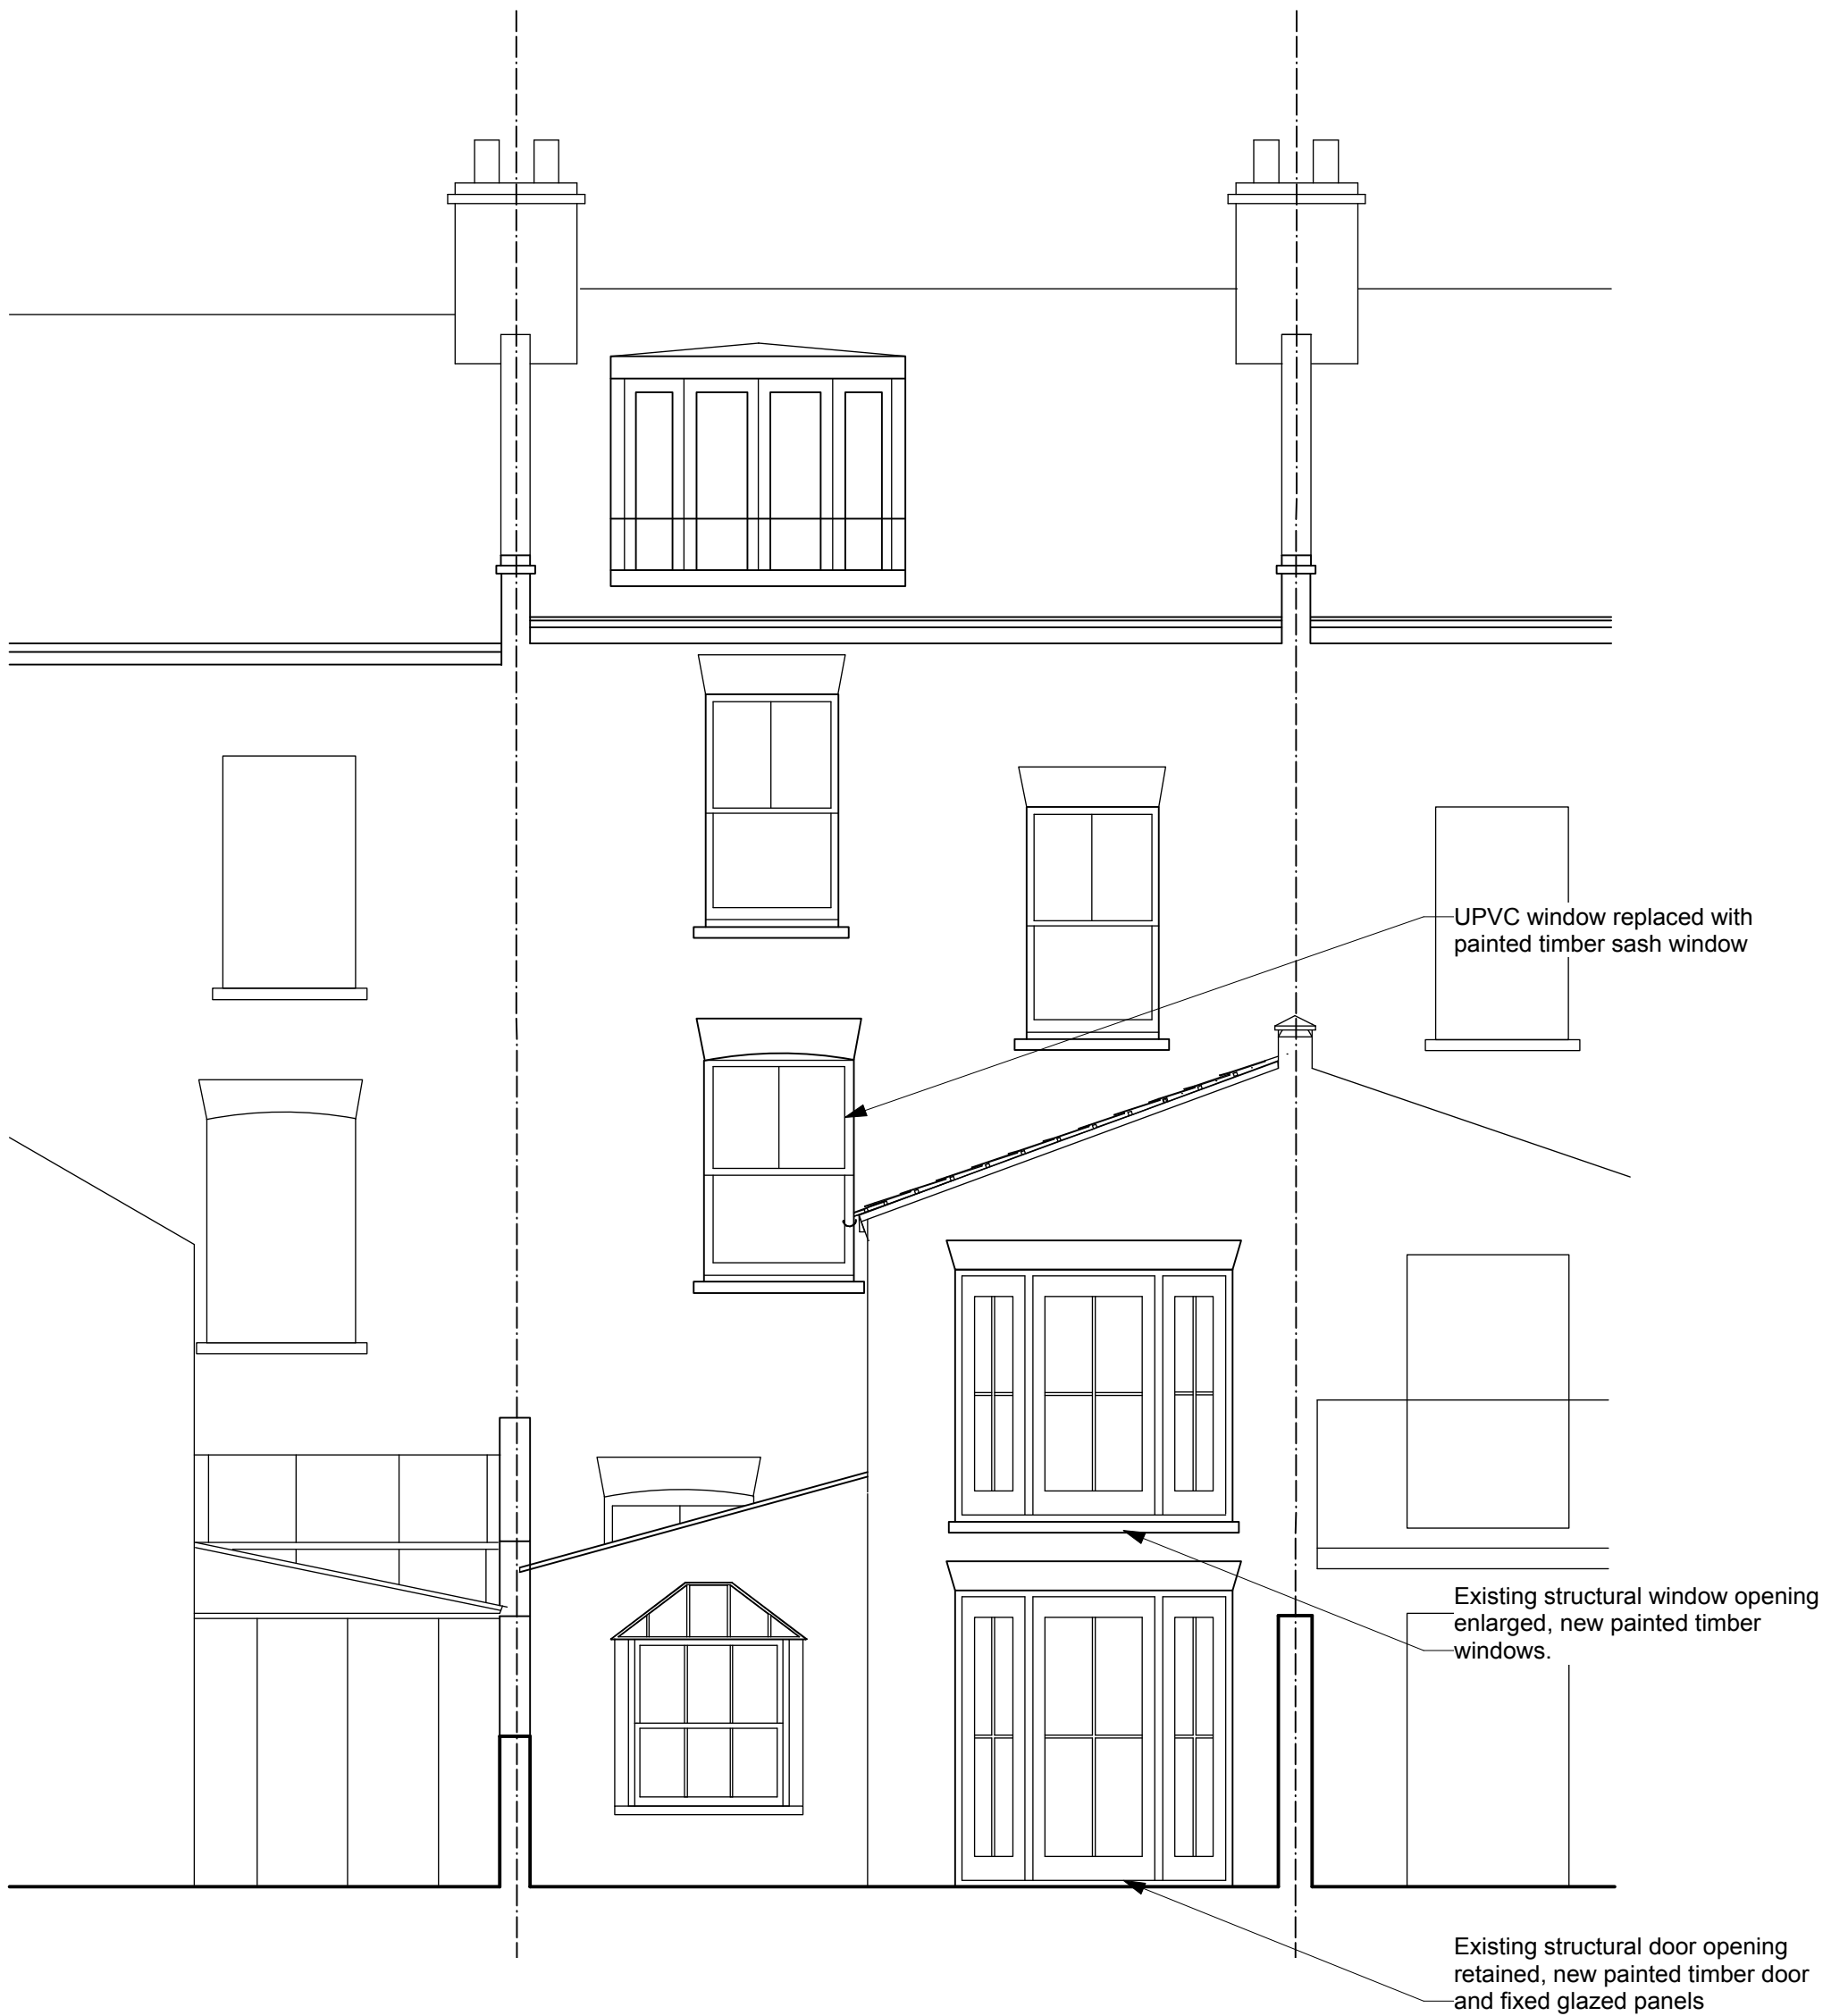 UPVC window replaced with
painted timber sash window
Existing structural window opening
enlarged, new painted timber
windows.
Existing structural door opening
retained, new painted timber door
and fixed glazed panels